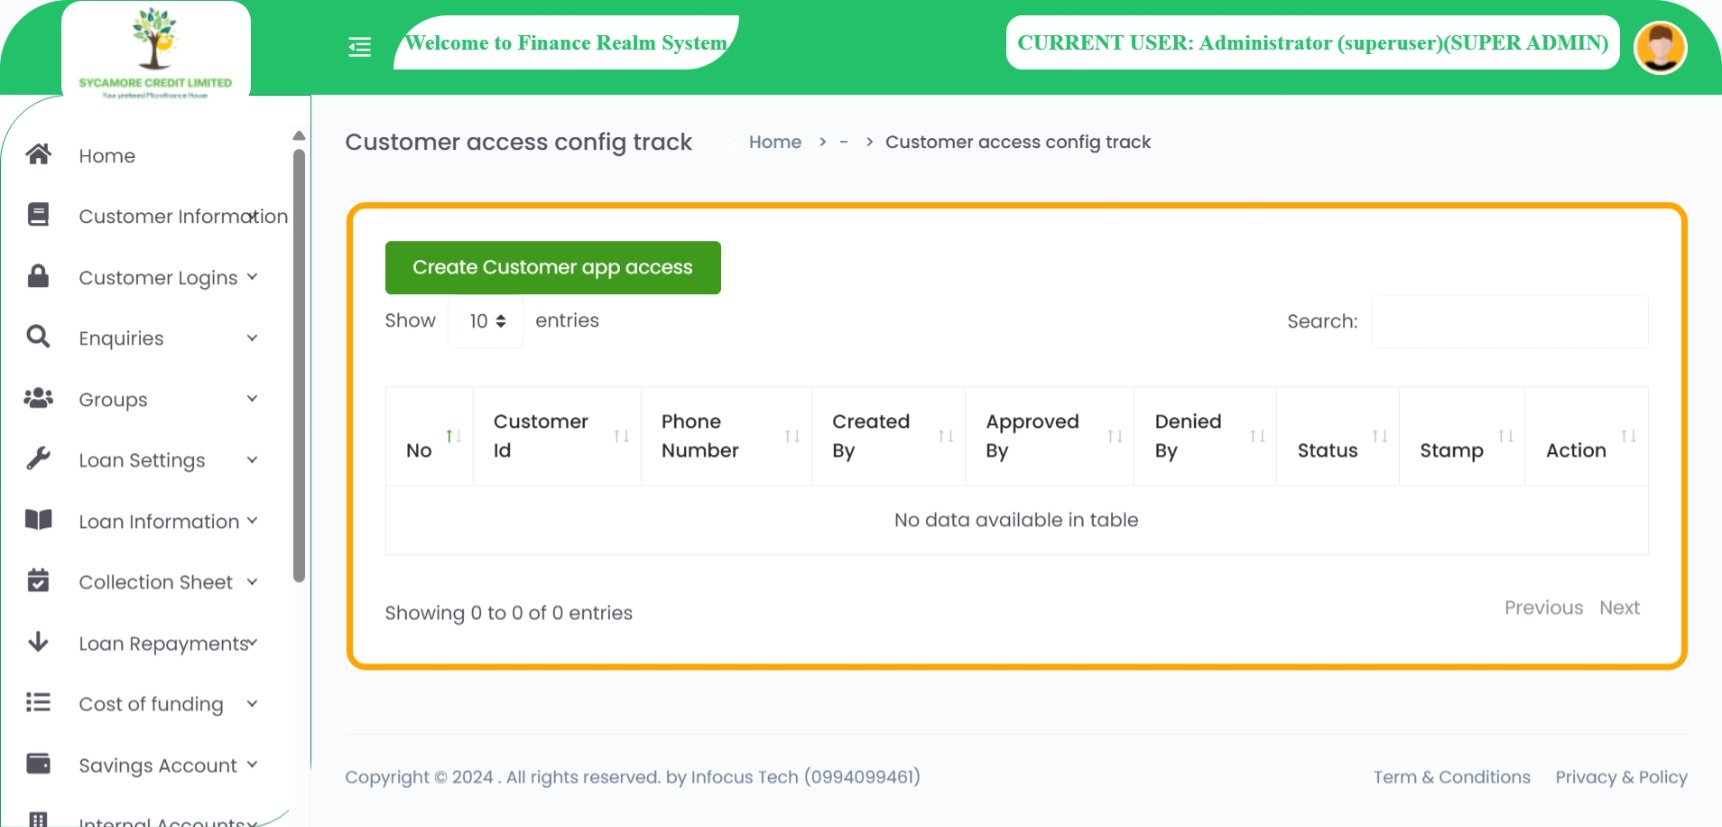 SYCAMORE CREDIT LIMITED
Your preferred Microfinance House
Welcome to Finance Realm System
CURRENT USER: Administrator (superuser)(SUPER ADMIN)
Home
Customer Information
Customer Logins
Enquiries
Groups
Loan Settings
Loan Information
Collection Sheet
Loan Repayments
Cost of funding
Savings Account
Internal Accounts
Customer access config track
Home > - > Customer access config track
Create Customer app access
Show 10 entries
Search:
No
Customer Id
Phone Number
Created By
Approved By
Denied By
Status
Stamp
Action
No data available in table
Showing 0 to 0 of 0 entries
Previous Next
Copyright © 2024 . All rights reserved. by Infocus Tech (0994099461)
Term & Conditions Privacy & Policy